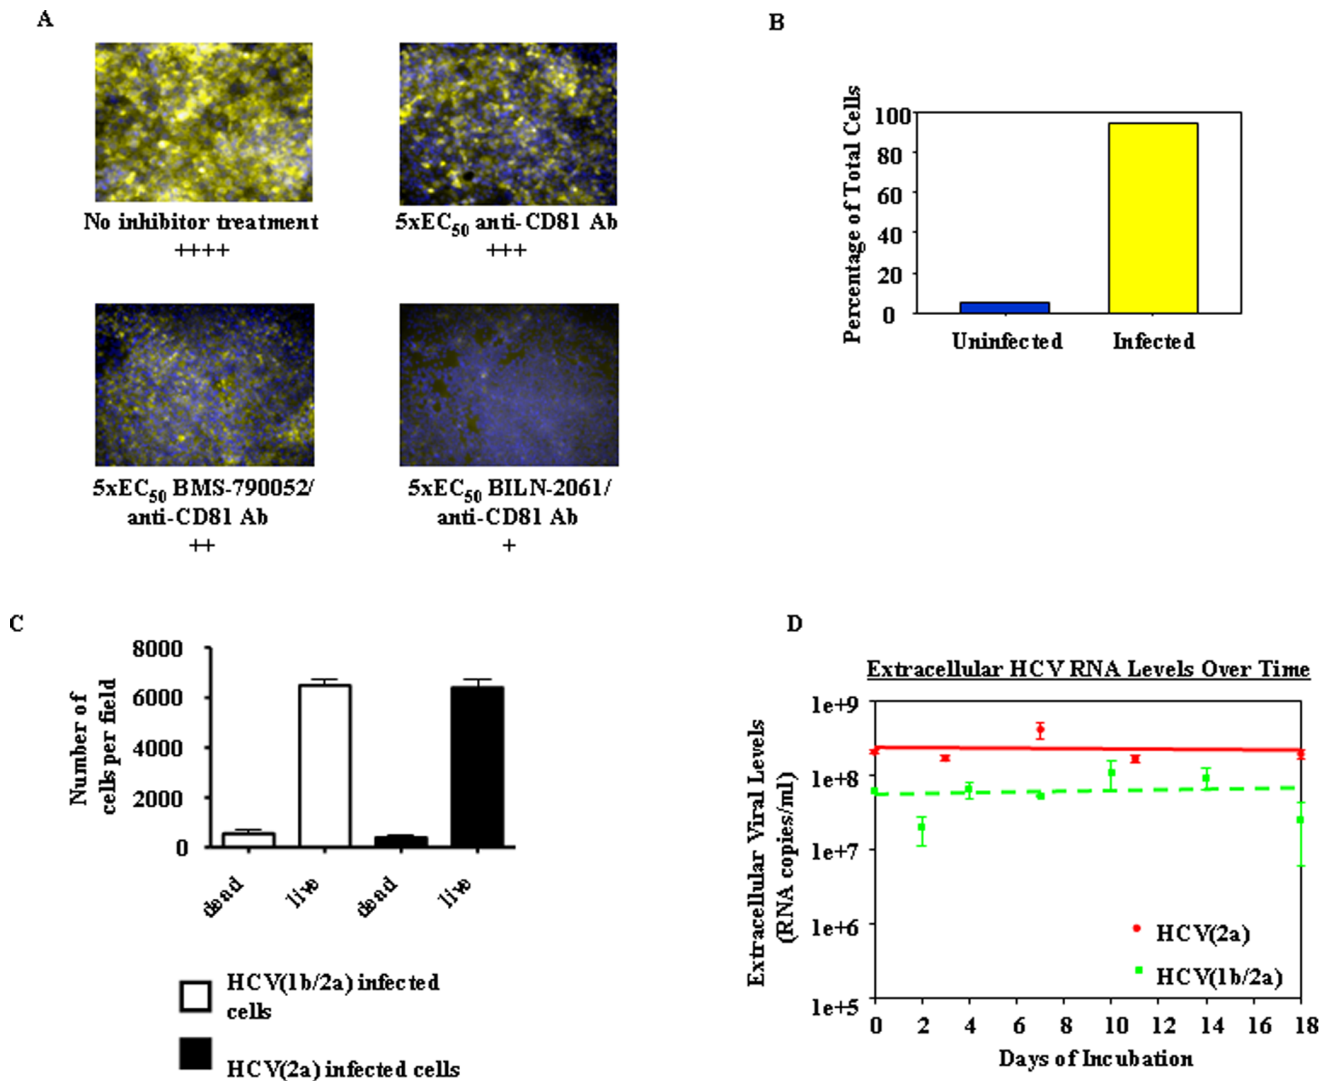 A
No inhibitor treatment
++++
5xEC50 anti-CD81 Ab
+++
5xEC50 BMS-790052/
anti-CD81 Ab
++
5xEC50 BILN-2061/
anti-CD81 Ab
+
B
Percentage of Total Cells
100
80
60
40
20
0
Uninfected
Infected
C
Number of
cells per field
8000
6000
4000
2000
0
dead
live
dead
live
HCV(1b/2a) infected
cells
HCV(2a) infected cells
D
Extracellular HCV RNA Levels Over Time
Extracellular Viral Levels
(RNA copies/ml)
1e+9
1e+8
1e+7
1e+6
1e+5
HCV(2a)
HCV(1b/2a)
0 2 4 6 8 10 12 14 16 18
Days of Incubation